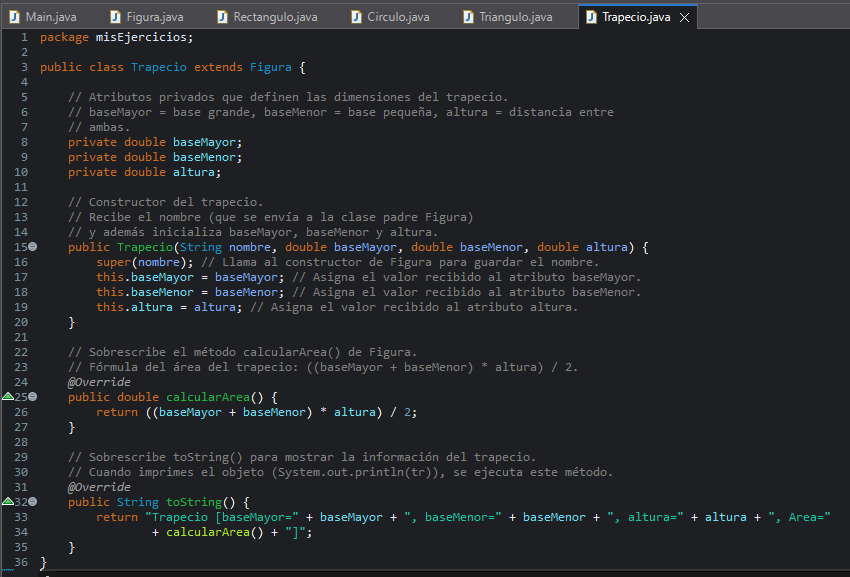 Main.java Figura.java Rectangulo.java Circulo.java Triangulo.java Trapecio.java
1 package misEjercicios;
2
3 public class Trapecio extends Figura {
4
5     // Atributos privados que definen las dimensiones del trapecio.
6     // baseMayor = base grande, baseMenor = base pequeña, altura = distancia entre
7     // ambas.
8     private double baseMayor;
9     private double baseMenor;
10     private double altura;
11
12     // Constructor del trapecio.
13     // Recibe el nombre (que se envía a la clase padre Figura)
14     // y además inicializa baseMayor, baseMenor y altura.
15     public Trapecio(String nombre, double baseMayor, double baseMenor, double altura) {
16         super(nombre); // Llama al constructor de Figura para guardar el nombre.
17         this.baseMayor = baseMayor; // Asigna el valor recibido al atributo baseMayor.
18         this.baseMenor = baseMenor; // Asigna el valor recibido al atributo baseMenor.
19         this.altura = altura; // Asigna el valor recibido al atributo altura.
20     }
21
22     // Sobrescribe el método calcularArea() de Figura.
23     // Fórmula del área del trapecio: ((baseMayor + baseMenor) * altura) / 2.
24     @Override
25     public double calcularArea() {
26         return ((baseMayor + baseMenor) * altura) / 2;
27     }
28
29     // Sobrescribe toString() para mostrar la información del trapecio.
30     // Cuando imprimes el objeto (System.out.println(tr)), se ejecuta este método.
31     @Override
32     public String toString() {
33         return "Trapecio [baseMayor=" + baseMayor + ", baseMenor=" + baseMenor + ", altura=" + altura + ", Area="
34                 + calcularArea() + "]";
35     }
36 }